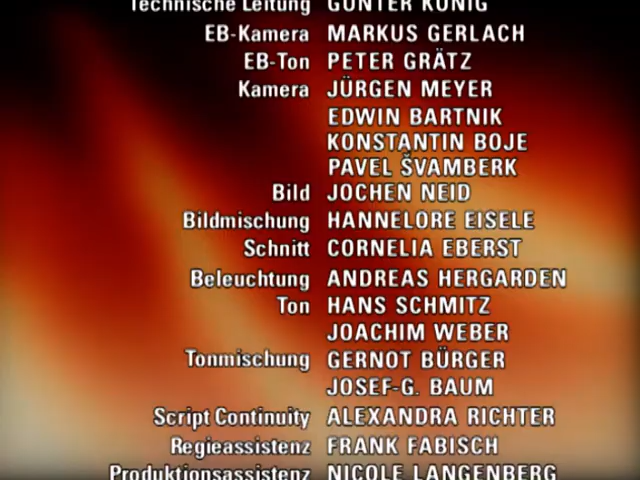 Technische Leitung GÜNTER KÖNIG
EB-Kamera MARKUS GERLACH
EB-Ton PETER GRÄTZ
Kamera JÜRGEN MEYER
EDWIN BARTNIK
KONSTANTIN BOJE
PAVEL ŠVAMBERK
Bild JOCHEN NEID
Bildmischung HANNELORE EISELE
Schnitt CORNELIA EBERST
Beleuchtung ANDREAS HERGARDEN
Ton HANS SCHMITZ
JOACHIM WEBER
Tonmischung GERNOT BÜRGER
JOSEF-G. BAUM
Script Continuity ALEXANDRA RICHTER
Regieassistenz FRANK FABISCH
Produktionsassistenz NICOLE LANGENBERG